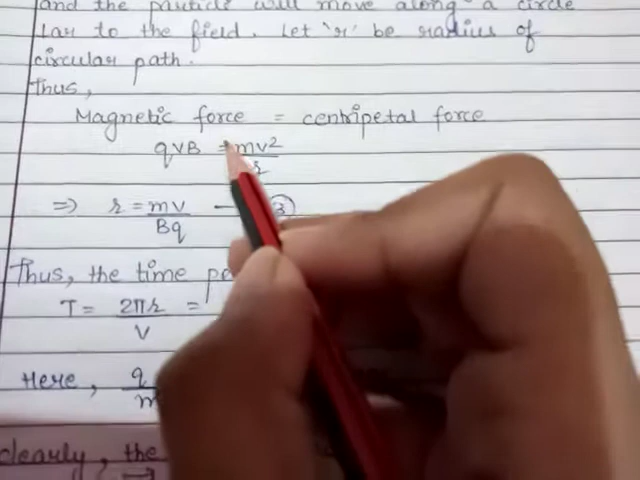 and the particle will move along a circle
lar to the field. Let 'r' be radius of
circular path.
Thus,
Magnetic force = centripetal force
qvB = mv²/r
⇒ r = mv/Bq — ③
Thus, the time
T = 2πr/V =
Here, q/m
clearly, the